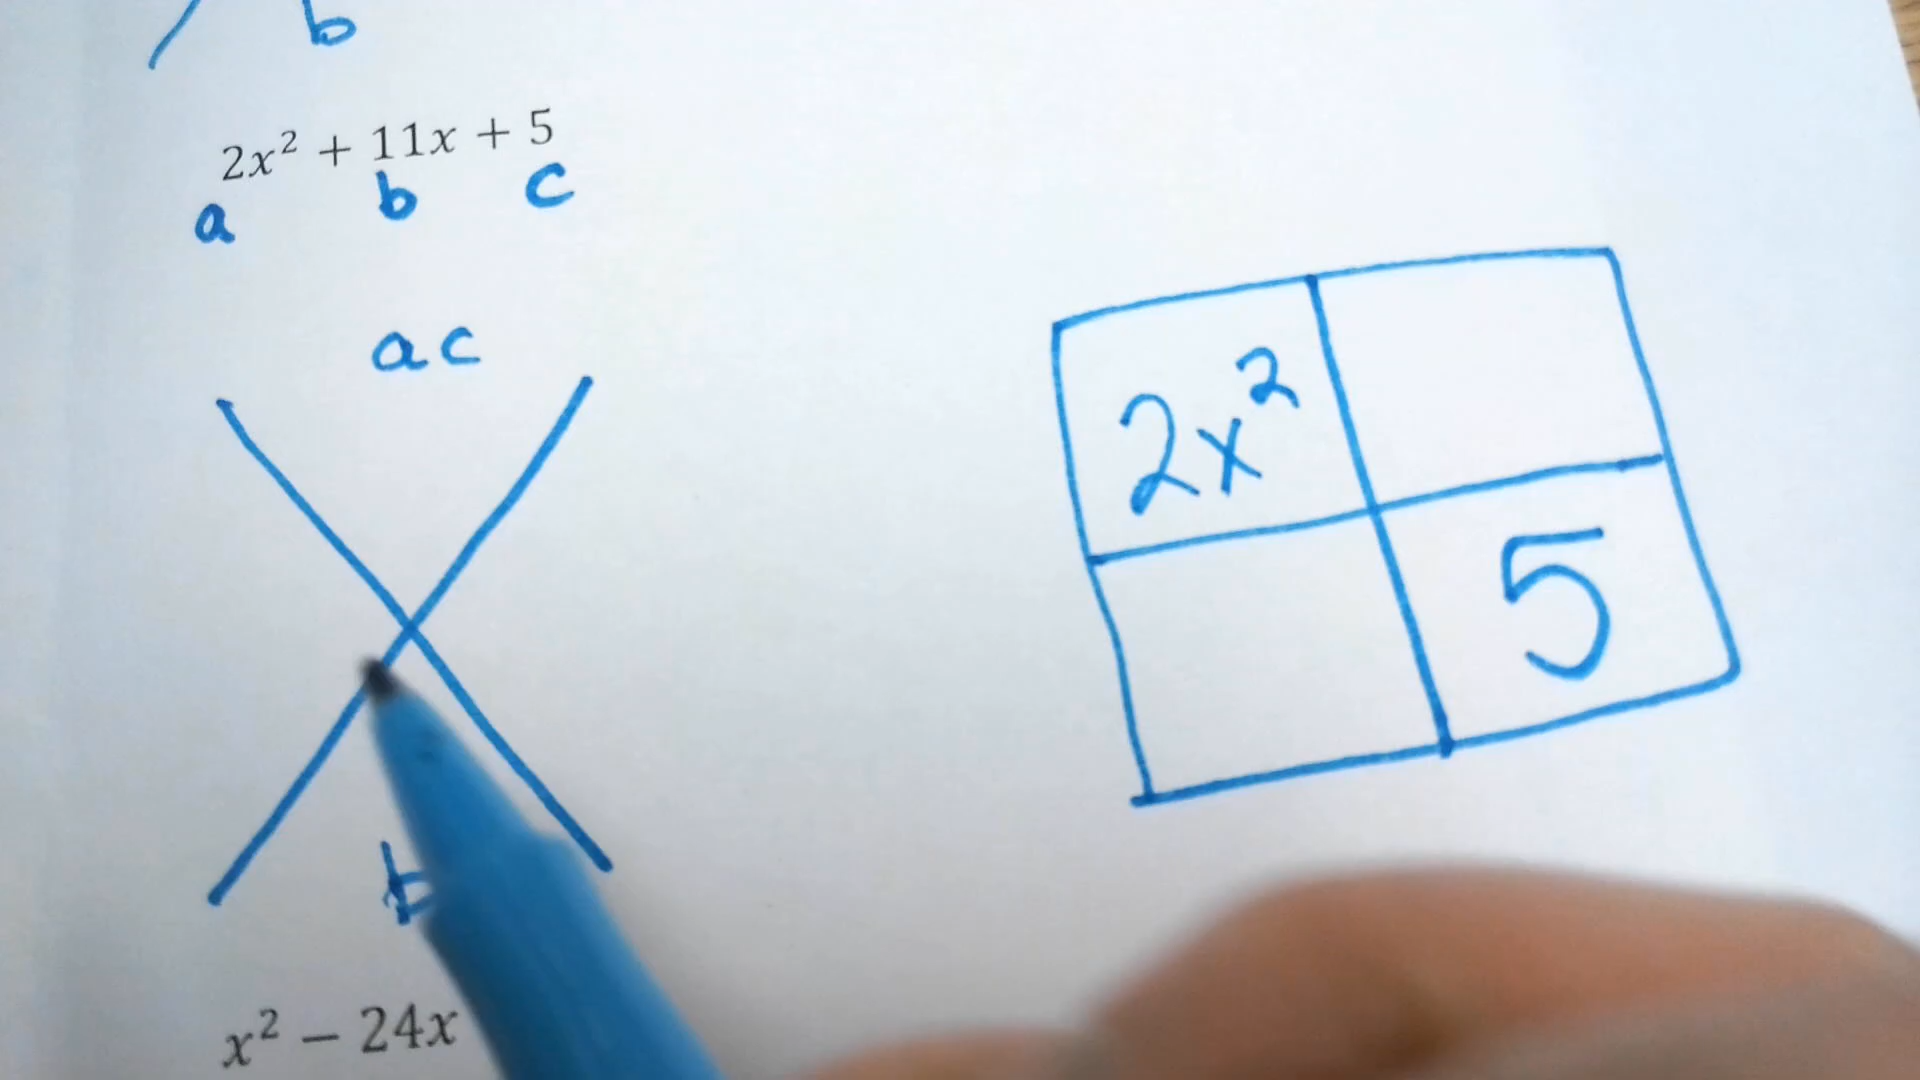 b
2x² + 11x + 5
a b c
ac
2x²
5
b
x² − 24x